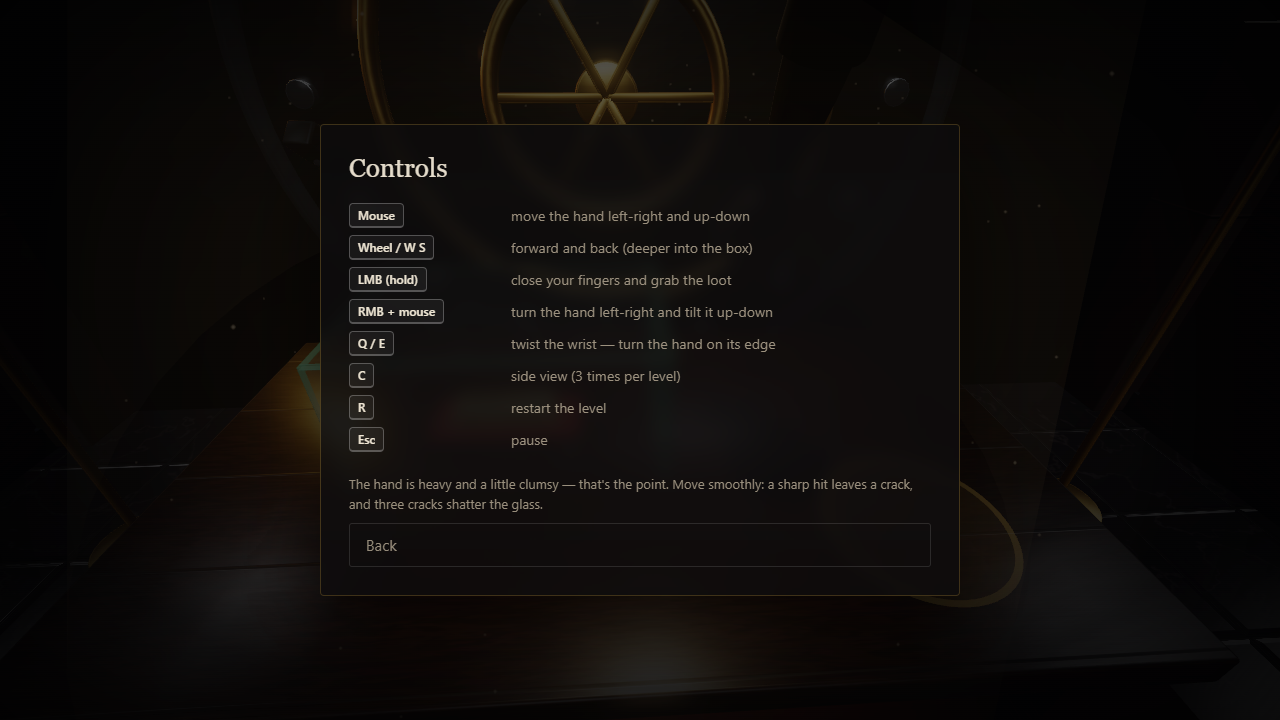 Controls
Mouse move the hand left-right and up-down
Wheel / W S forward and back (deeper into the box)
LMB (hold) close your fingers and grab the loot
RMB + mouse turn the hand left-right and tilt it up-down
Q / E twist the wrist — turn the hand on its edge
C side view (3 times per level)
R restart the level
Esc pause
The hand is heavy and a little clumsy — that's the point. Move smoothly: a sharp hit leaves a crack,
and three cracks shatter the glass.
Back